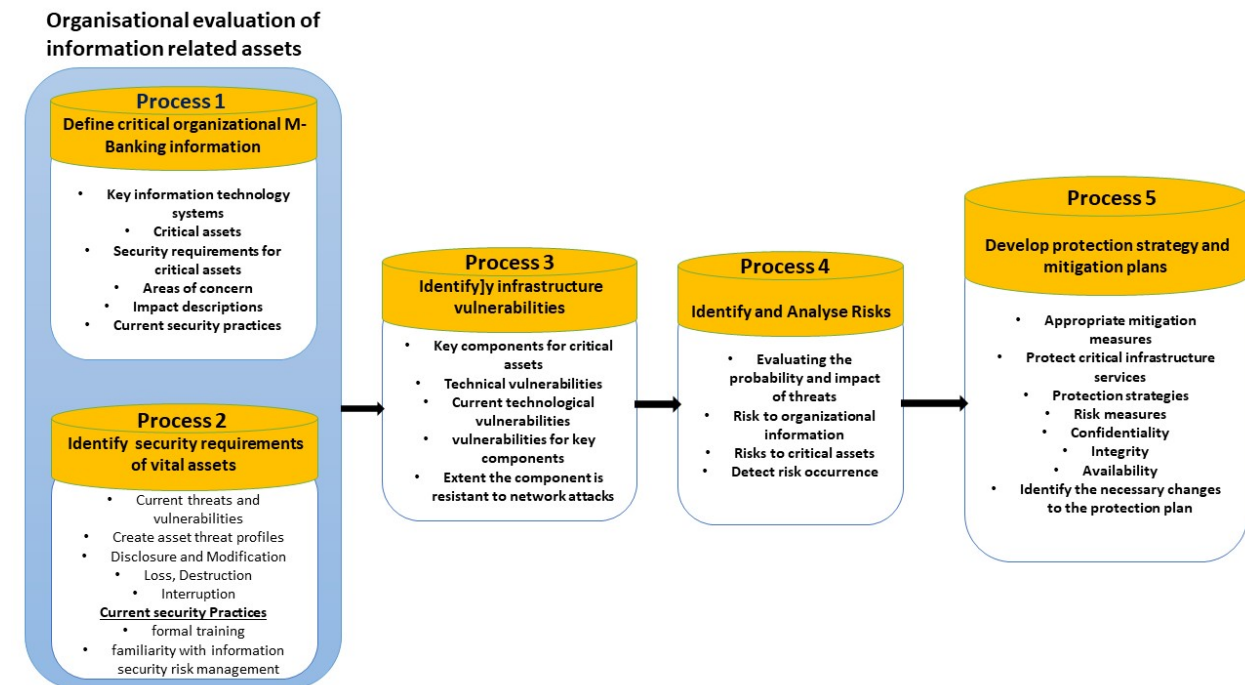 Organisational evaluation of
information related assets
Process 1
Define critical organizational M-
Banking information
• Key information technology
systems
• Critical assets
• Security requirements for
critical assets
• Areas of concern
• Impact descriptions
• Current security practices
Process 2
Identify security requirements
of vital assets
• Current threats and
vulnerabilities
• Create asset threat profiles
• Disclosure and Modification
• Loss, Destruction
• Interruption
Current security Practices
• formal training
• familiarity with information
security risk management
Process 3
Identify]y infrastructure
vulnerabilities
• Key components for critical
assets
• Technical vulnerabilities
• Current technological
vulnerabilities
• vulnerabilities for key
components
• Extent the component is
resistant to network attacks
Process 4
Identify and Analyse Risks
• Evaluating the
probability and impact
of threats
• Risk to organizational
information
• Risks to critical assets
• Detect risk occurrence
Process 5
Develop protection strategy and
mitigation plans
• Appropriate mitigation
measures
• Protect critical infrastructure
services
• Protection strategies
• Risk measures
• Confidentiality
• Integrity
• Availability
• Identify the necessary changes
to the protection plan